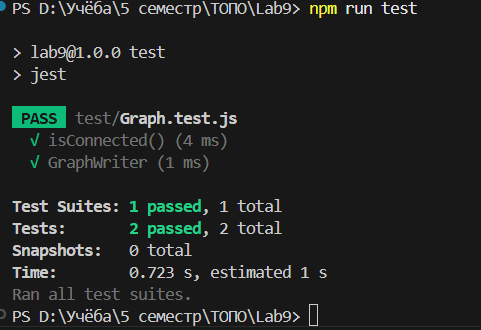 PS D:\Учёба\5 семестр\ТОПО\Lab9> npm run test
> lab9@1.0.0 test
> jest
PASS test/Graph.test.js
√ isConnected() (4 ms)
√ GraphWriter (1 ms)
Test Suites: 1 passed, 1 total
Tests: 2 passed, 2 total
Snapshots: 0 total
Time: 0.723 s, estimated 1 s
Ran all test suites.
PS D:\Учёба\5 семестр\ТОПО\Lab9>